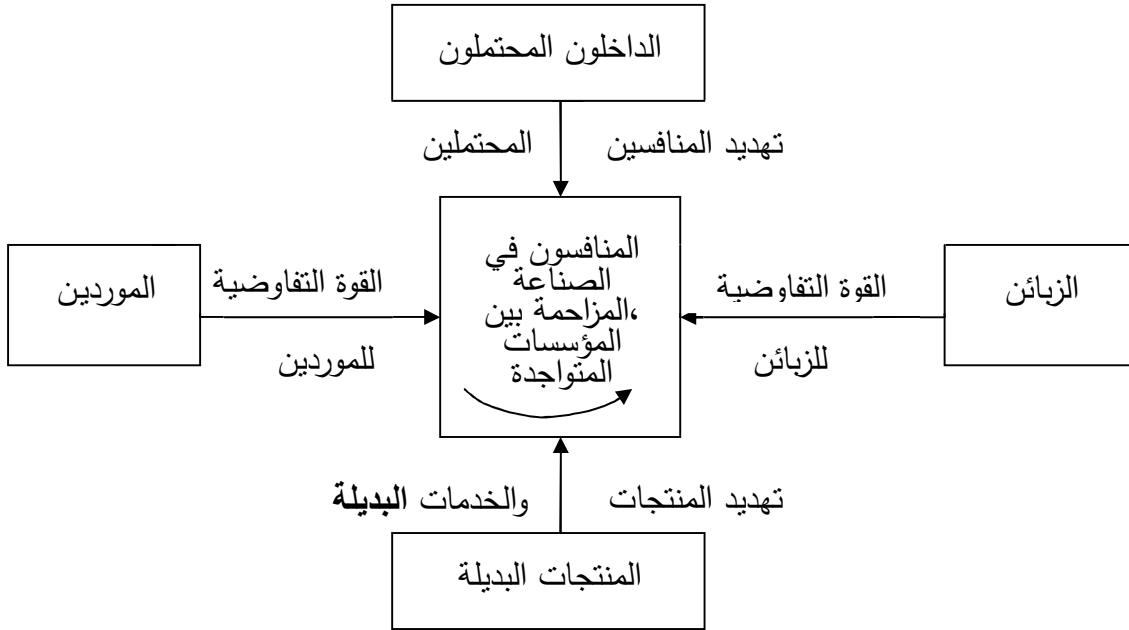 الداخلون المحتملون
تهديد المنافسين المحتملين
الزبائن
القوة التفاوضية
للزبائن
المنافسون في
الصناعة
،المزاحمة بين
المؤسسات
المتواجدة
القوة التفاوضية
للموردين
الموردين
تهديد المنتجات والخدمات البديلة
المنتجات البديلة